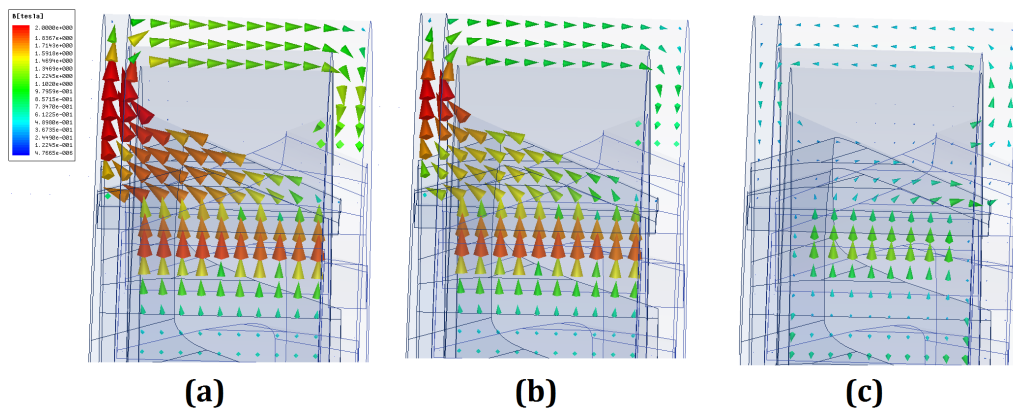 B[tesla]
2.0000e+000
1.8367e+000
1.7143e+000
1.5918e+000
1.4694e+000
1.3469e+000
1.2245e+000
1.1020e+000
9.7959e-001
8.5715e-001
7.3470e-001
6.1225e-001
4.8980e-001
3.6735e-001
2.4490e-001
1.2245e-001
4.7665e-006
(a) (b) (c)